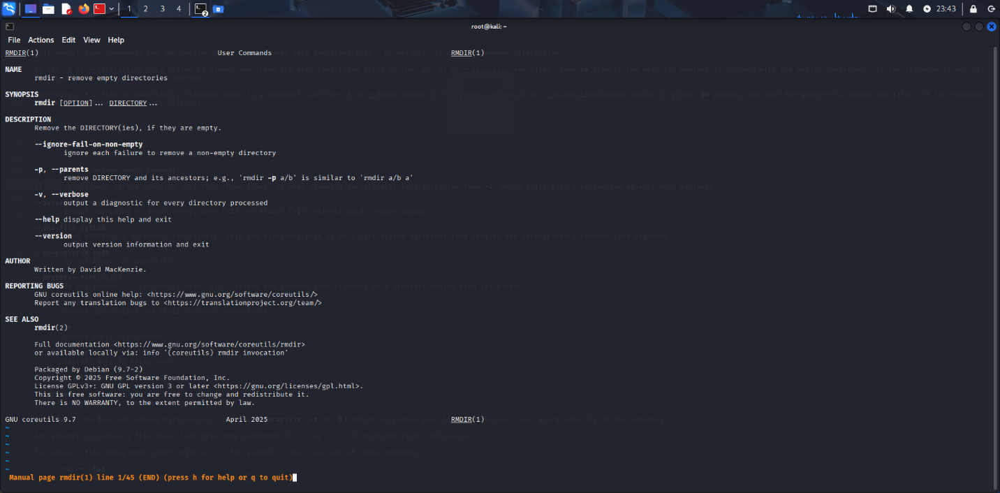 1 2 3 4 2 23:43
root@kali: ~
File Actions Edit View Help
RMDIR(1) User Commands RMDIR(1)
NAME
rmdir - remove empty directories
SYNOPSIS
rmdir [OPTION]... DIRECTORY...
DESCRIPTION
Remove the DIRECTORY(ies), if they are empty.
--ignore-fail-on-non-empty
ignore each failure to remove a non-empty directory
-p, --parents
remove DIRECTORY and its ancestors; e.g., 'rmdir -p a/b' is similar to 'rmdir a/b a'
-v, --verbose
output a diagnostic for every directory processed
--help display this help and exit
--version
output version information and exit
AUTHOR
Written by David MacKenzie.
REPORTING BUGS
GNU coreutils online help: <https://www.gnu.org/software/coreutils/>
Report any translation bugs to <https://translationproject.org/team/>
SEE ALSO
rmdir(2)
Full documentation <https://www.gnu.org/software/coreutils/rmdir>
or available locally via: info '(coreutils) rmdir invocation'
Packaged by Debian (9.7-2)
Copyright © 2025 Free Software Foundation, Inc.
License GPLv3+: GNU GPL version 3 or later <https://gnu.org/licenses/gpl.html>.
This is free software: you are free to change and redistribute it.
There is NO WARRANTY, to the extent permitted by law.
GNU coreutils 9.7 April 2025 RMDIR(1)
~
~
~
~
~
~
Manual page rmdir(1) line 1/45 (END) (press h for help or q to quit)